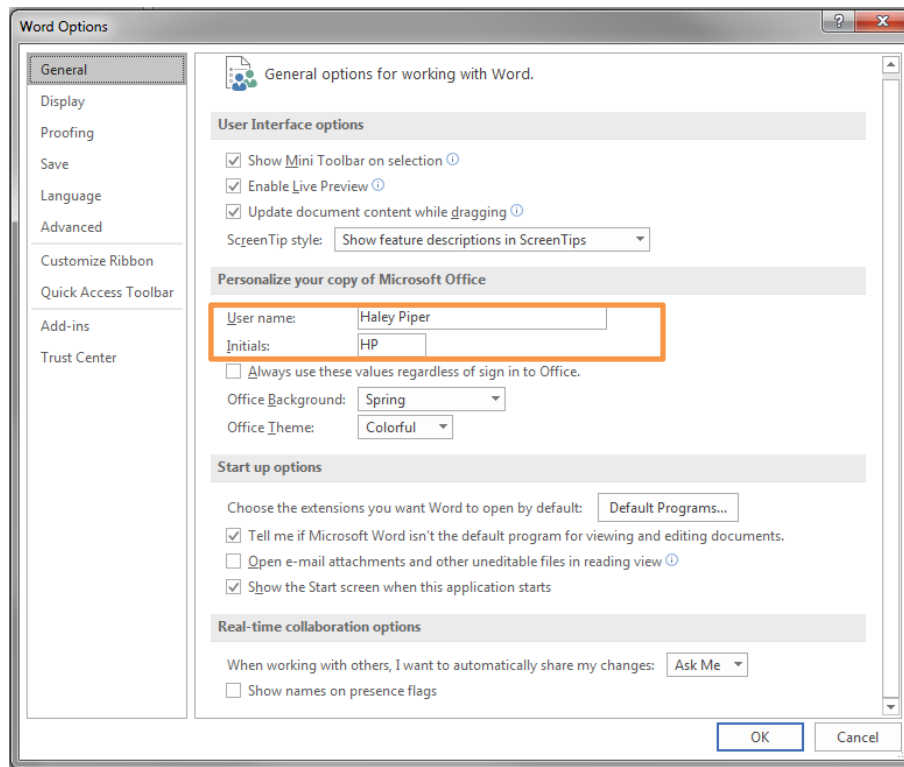 Word Options
General
Display
Proofing
Save
Language
Advanced
Customize Ribbon
Quick Access Toolbar
Add-ins
Trust Center
General options for working with Word.
User Interface options
Show Mini Toolbar on selection
Enable Live Preview
Update document content while dragging
ScreenTip style: Show feature descriptions in ScreenTips
Personalize your copy of Microsoft Office
User name: Haley Piper
Initials: HP
Always use these values regardless of sign in to Office.
Office Background: Spring
Office Theme: Colorful
Start up options
Choose the extensions you want Word to open by default: Default Programs...
Tell me if Microsoft Word isn't the default program for viewing and editing documents.
Open e-mail attachments and other uneditable files in reading view
Show the Start screen when this application starts
Real-time collaboration options
When working with others, I want to automatically share my changes: Ask Me
Show names on presence flags
OK Cancel